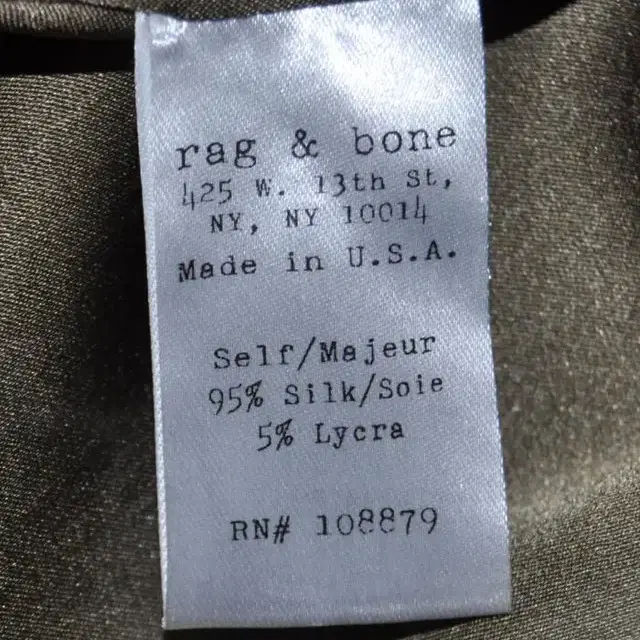 rag & bone
425 W. 13th St,
NY, NY 10014
Made in U.S.A.
Self/Majeur
95% Silk/Soie
5% Lycra
RN# 108879